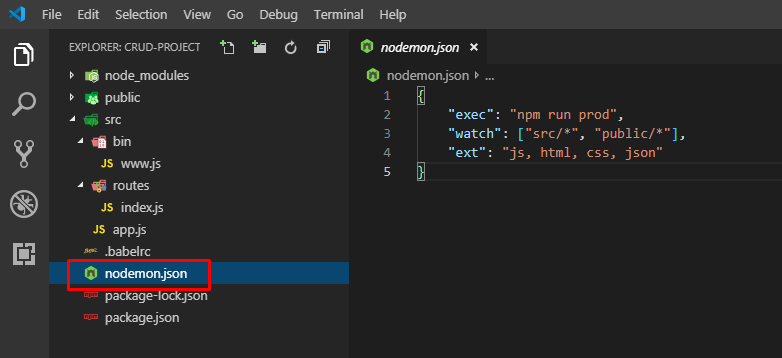 File Edit Selection View Go Debug Terminal Help
EXPLORER: CRUD-PROJECT
node_modules
public
src
bin
JS www.js
routes
JS index.js
JS app.js
.babelrc
nodemon.json
package-lock.json
package.json
nodemon.json ×
nodemon.json › ...
1 {
2 "exec": "npm run prod",
3 "watch": ["src/*", "public/*"],
4 "ext": "js, html, css, json"
5 }